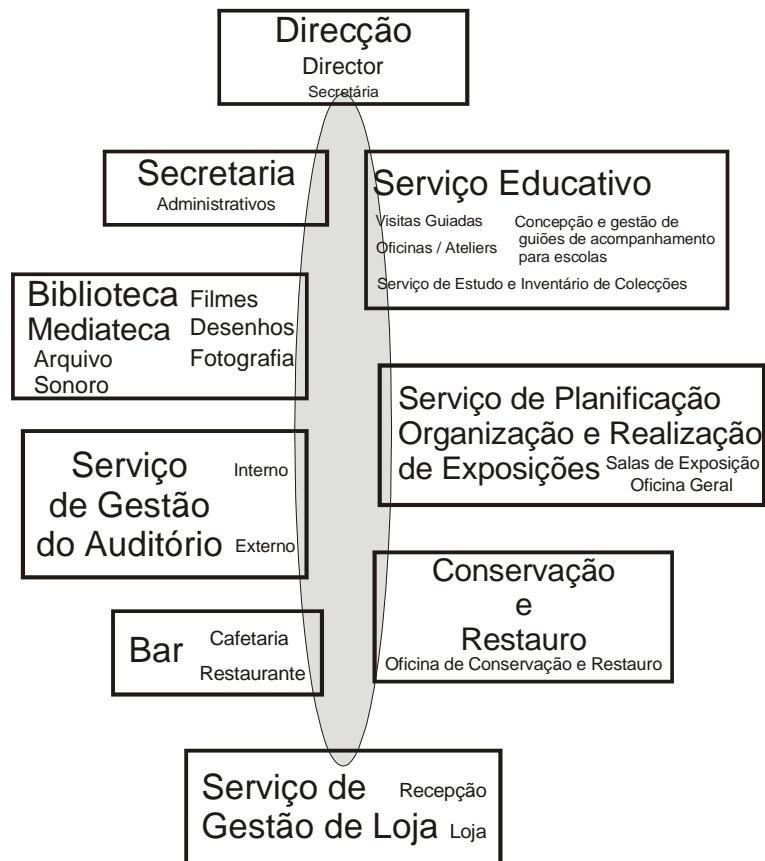 Direcção
Director
Secretária
Secretaria
Administrativos
Serviço Educativo
Visitas Guiadas
Oficinas / Ateliers
Concepção e gestão de
guiões de acompanhamento
para escolas
Serviço de Estudo e Inventário de Colecções
Biblioteca
Mediateca
Arquivo
Sonoro
Filmes
Desenhos
Fotografia
Serviço de Planificação
Organização e Realização
de Exposições
Salas de Exposição
Oficina Geral
Serviço
de Gestão
do Auditório
Interno
Externo
Conservação
e
Restauro
Oficina de Conservação e Restauro
Bar
Cafetaria
Restaurante
Serviço de
Gestão de Loja
Recepção
Loja